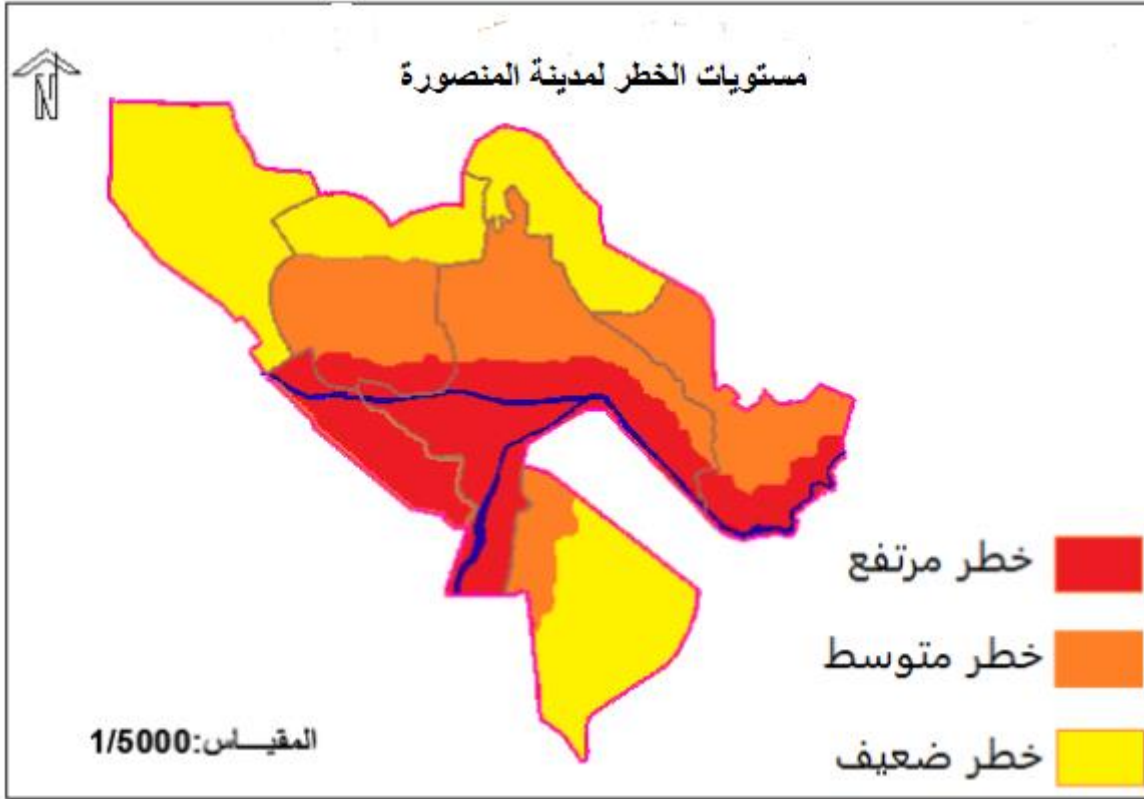 N
مستويات الخطر لمدينة المنصورة
خطر مرتفع
خطر متوسط
خطر ضعيف
المقيـــاس:1/5000